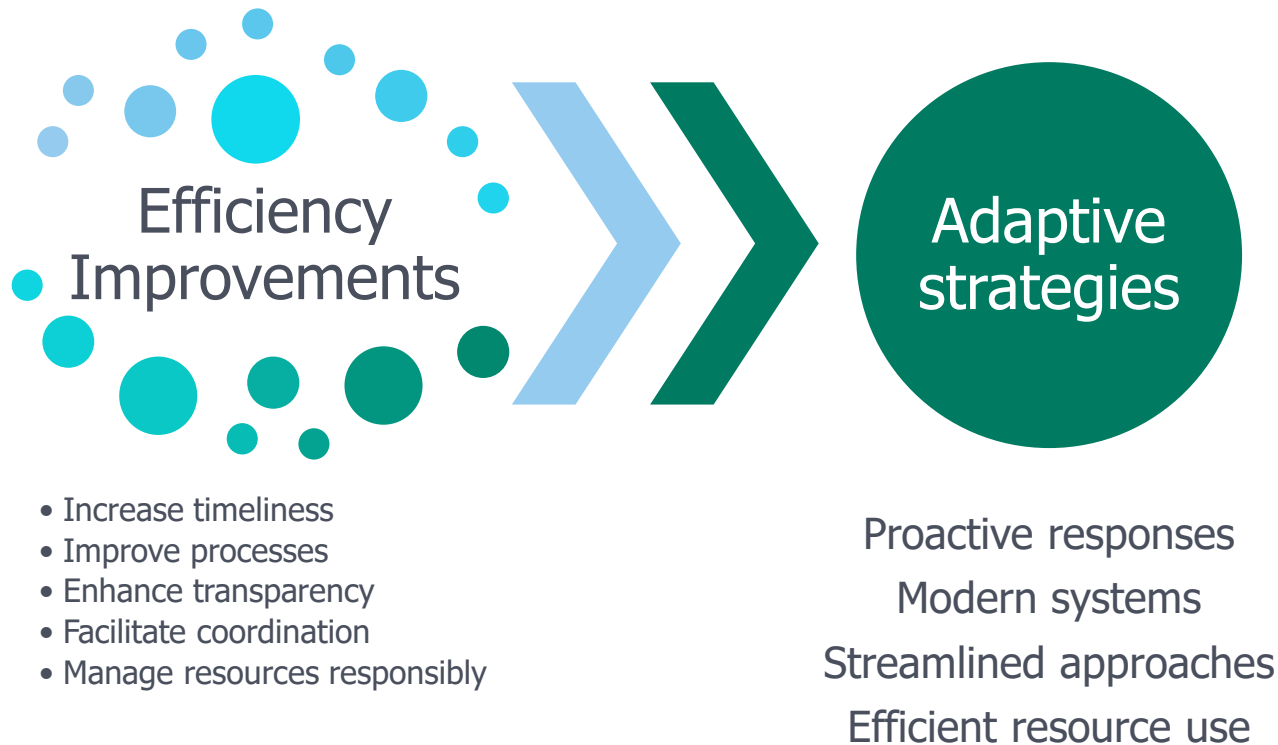 Efficiency
Improvements
• Increase timeliness
• Improve processes
• Enhance transparency
• Facilitate coordination
• Manage resources responsibly
Adaptive
strategies
Proactive responses
Modern systems
Streamlined approaches
Efficient resource use